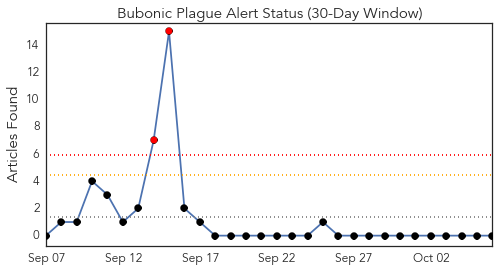 Bubonic Plague Alert Status (30-Day Window)
Articles Found
14
12
10
8
6
4
2
0
Sep 07 Sep 12 Sep 17 Sep 22 Sep 27 Oct 02